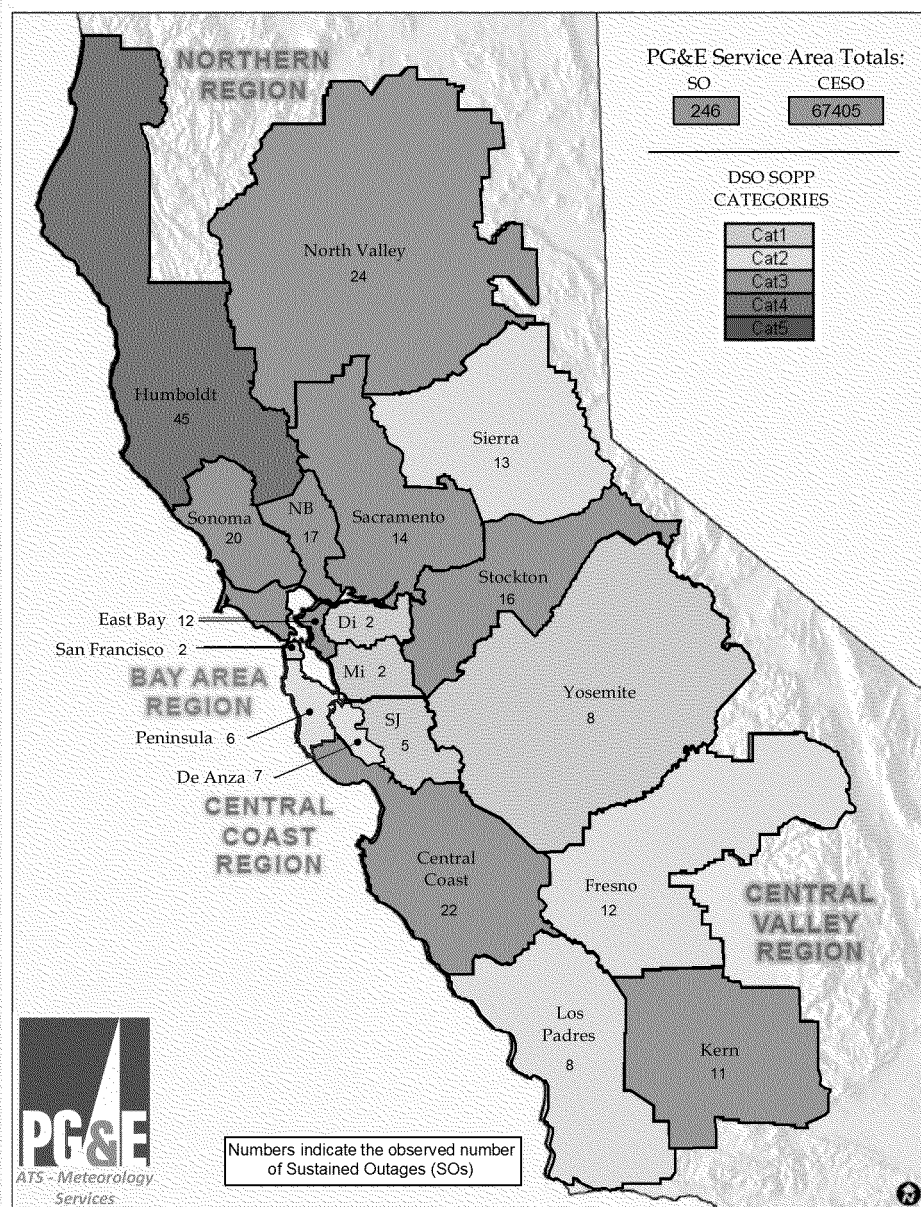 NORTHERN
REGION
PG&E Service Area Totals:
SO CESO
246 67405
DSO SOPP
CATEGORIES
Cat1
Cat2
Cat3
Cat4
Cat5
North Valley
24
Humboldt
45
Sierra
13
Sonoma
20
NB
17
Sacramento
14
Stockton
16
East Bay 12
Di 2
San Francisco 2
Mi 2
BAY AREA
REGION
Yosemite
8
Peninsula 6
SJ
5
De Anza 7
CENTRAL
COAST
REGION
Central
Coast
22
Fresno
12
CENTRAL
VALLEY
REGION
Los
Padres
8
Kern
11
PG&E
ATS - Meteorology
Services
Numbers indicate the observed number
of Sustained Outages (SOs)
N